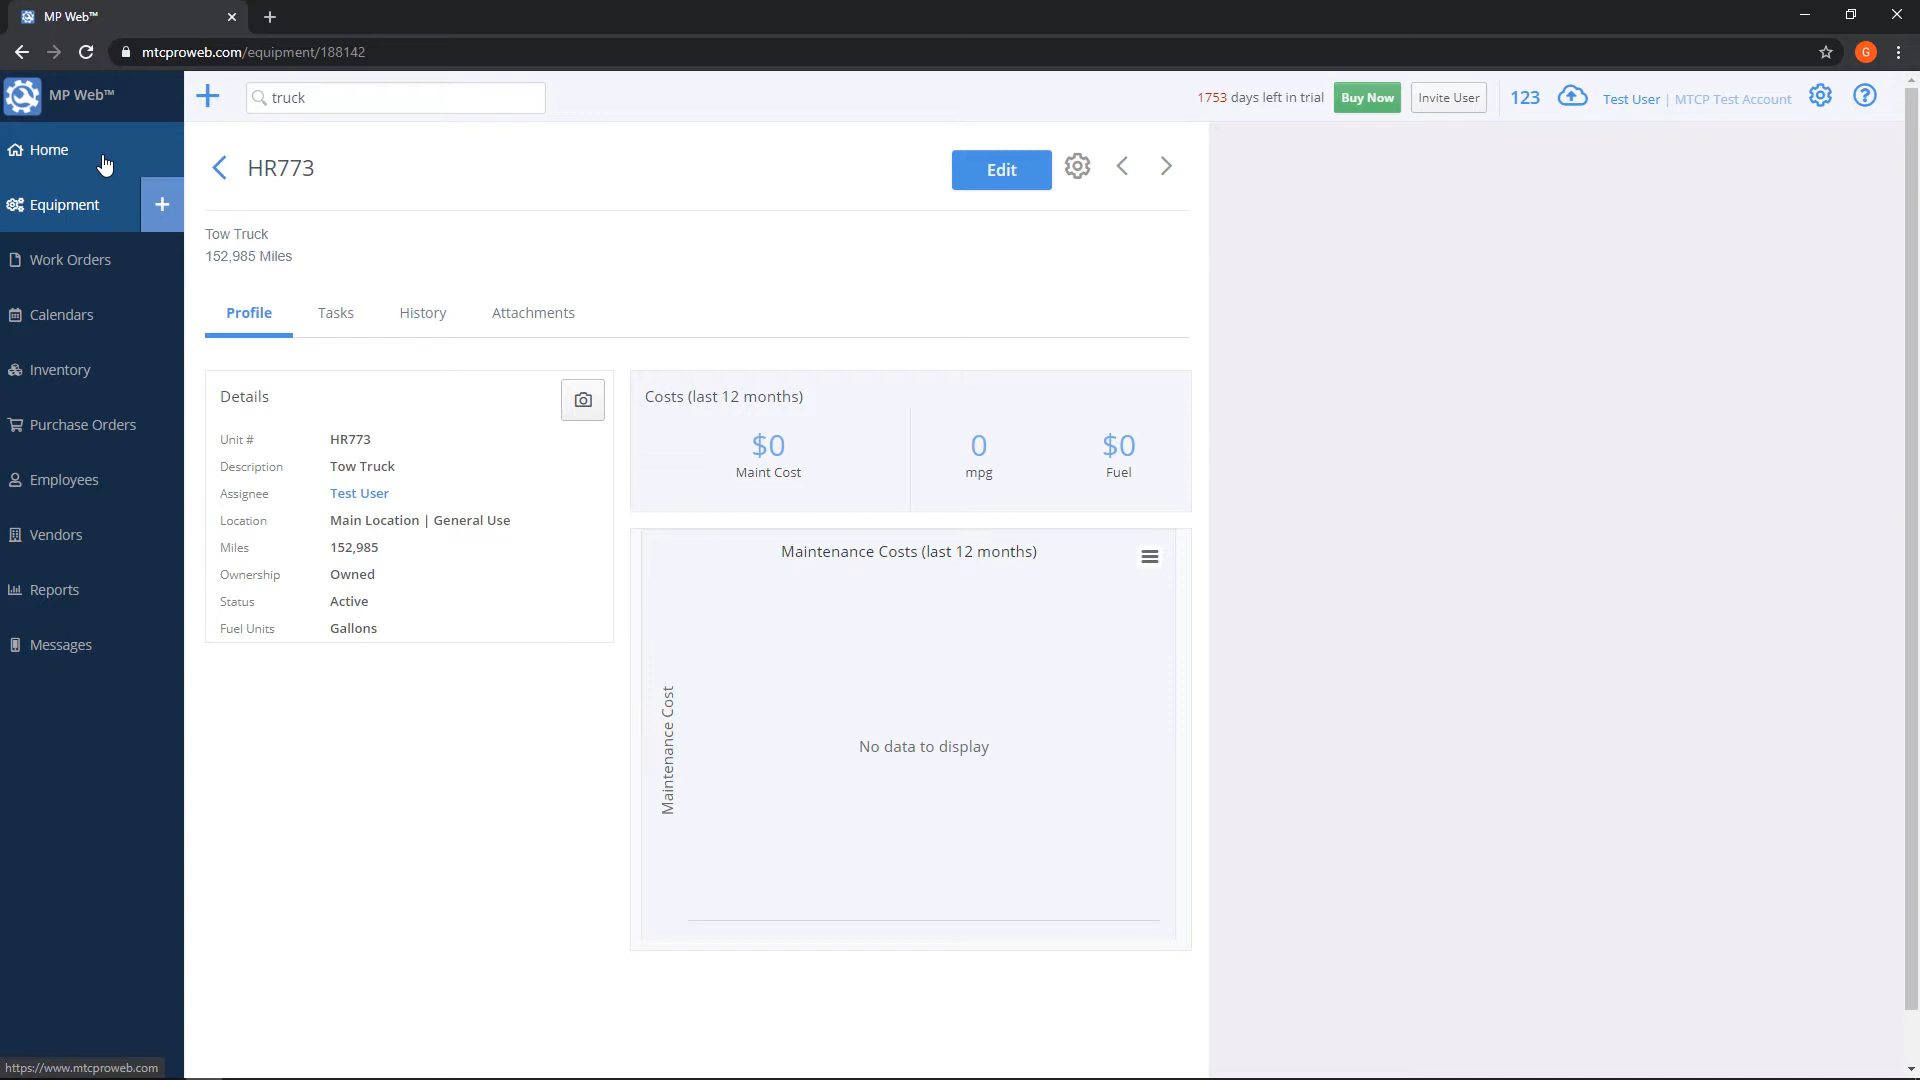 MP Web™
mtcproweb.com/equipment/188142
G
MP Web™
truck
1753 days left in trial
Buy Now
Invite User
123
Test User | MTCP Test Account
Home
Equipment
Work Orders
Calendars
Inventory
Purchase Orders
Employees
Vendors
Reports
Messages
HR773
Edit
Tow Truck
152,985 Miles
Profile Tasks History Attachments
Details
Unit # HR773
Description Tow Truck
Assignee Test User
Location Main Location | General Use
Miles 152,985
Ownership Owned
Status Active
Fuel Units Gallons
Costs (last 12 months)
$0 0 $0
Maint Cost mpg Fuel
Maintenance Costs (last 12 months)
Maintenance Cost
No data to display
https://www.mtcproweb.com